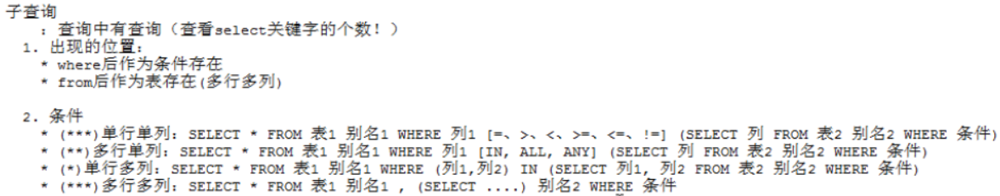 子查询
：查询中有查询（查看select关键字的个数！）
1. 出现的位置：
* where后作为条件存在
* from后作为表存在(多行多列)
2. 条件
* (***)单行单列：SELECT * FROM 表1 别名1 WHERE 列1 [=、>、<、>=、<=、!=] (SELECT 列 FROM 表2 别名2 WHERE 条件)
* (**)多行单列：SELECT * FROM 表1 别名1 WHERE 列1 [IN, ALL, ANY] (SELECT 列 FROM 表2 别名2 WHERE 条件)
* (*)单行多列：SELECT * FROM 表1 别名1 WHERE (列1,列2) IN (SELECT 列1, 列2 FROM 表2 别名2 WHERE 条件)
* (***)多行多列：SELECT * FROM 表1 别名1 , (SELECT ....) 别名2 WHERE 条件